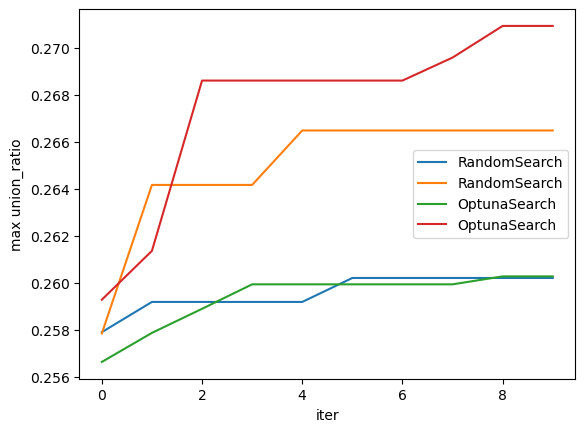 0.270
0.268
0.266
0.264
0.262
0.260
0.258
0.256
max union_ratio
RandomSearch
RandomSearch
OptunaSearch
OptunaSearch
0 2 4 6 8
iter